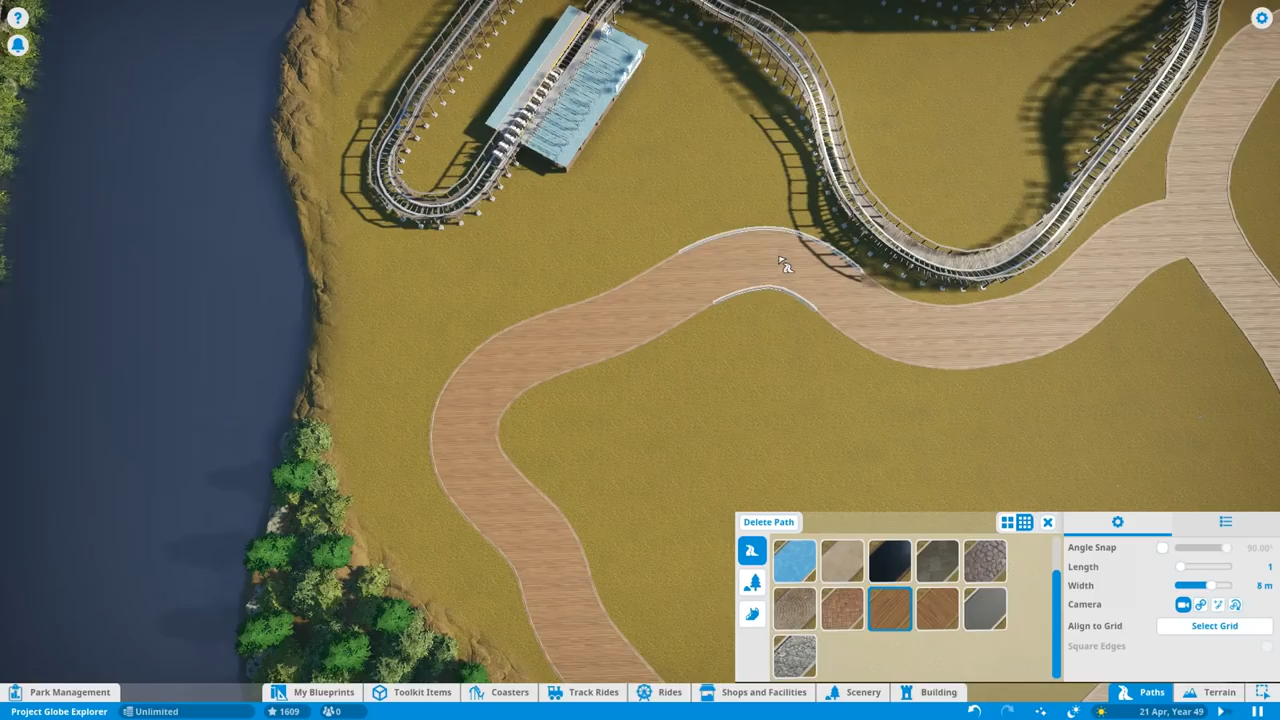 ?
Delete Path
Angle Snap 90.00°
Length 1
Width 8 m
Camera
Align to Grid Select Grid
Square Edges
Park Management My Blueprints Toolkit Items Coasters Track Rides Rides Shops and Facilities Scenery Building Paths Terrain
Project Globe Explorer Unlimited 1609 0 21 Apr, Year 49